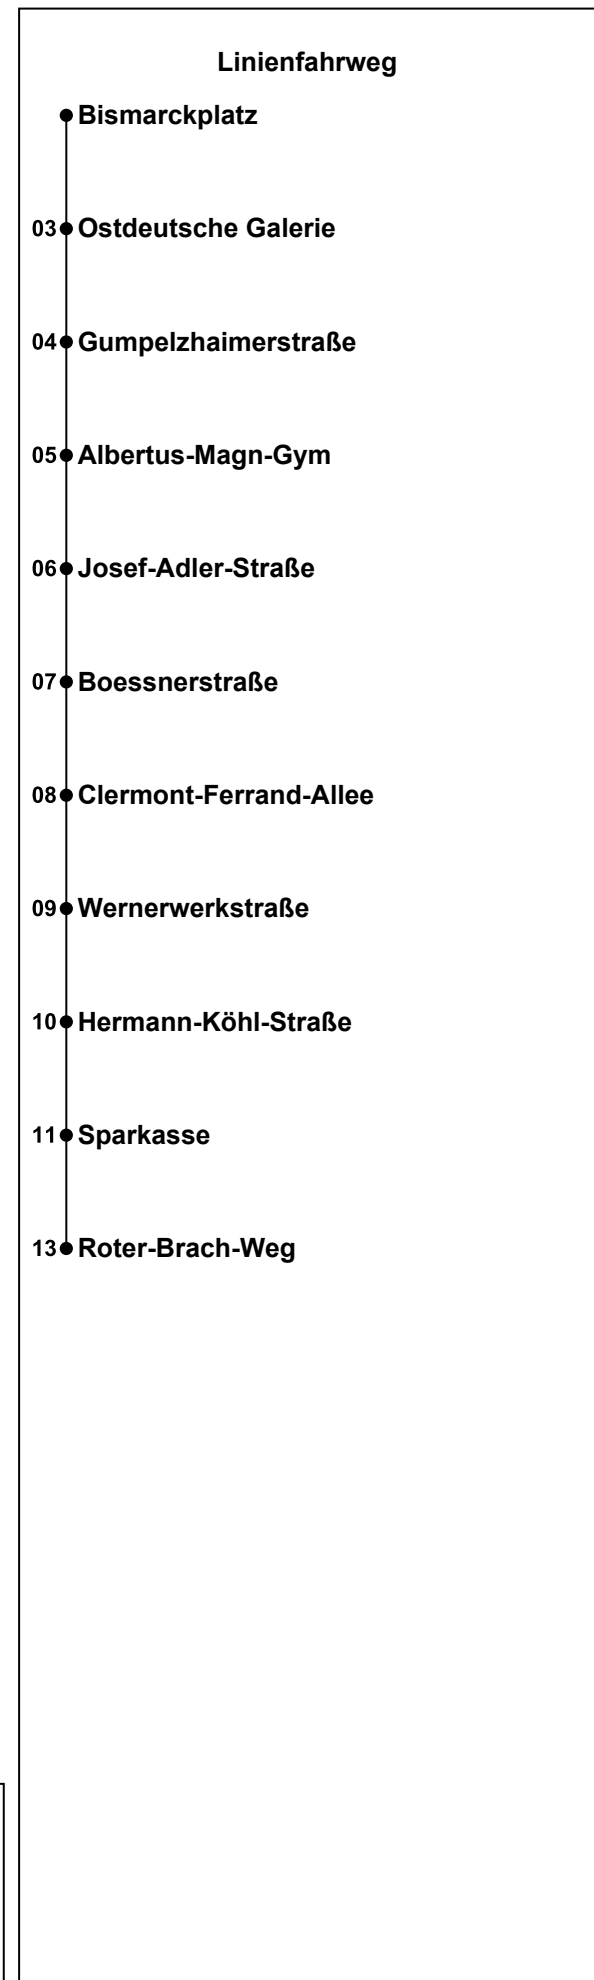 Linienfahrweg
Bismarckplatz
03 Ostdeutsche Galerie
04 Gumpelzhaimerstraße
05 Albertus-Magn-Gym
06 Josef-Adler-Straße
07 Boessnerstraße
08 Clermont-Ferrand-Allee
09 Wernerwerkstraße
10 Hermann-Köhl-Straße
11 Sparkasse
13 Roter-Brach-Weg